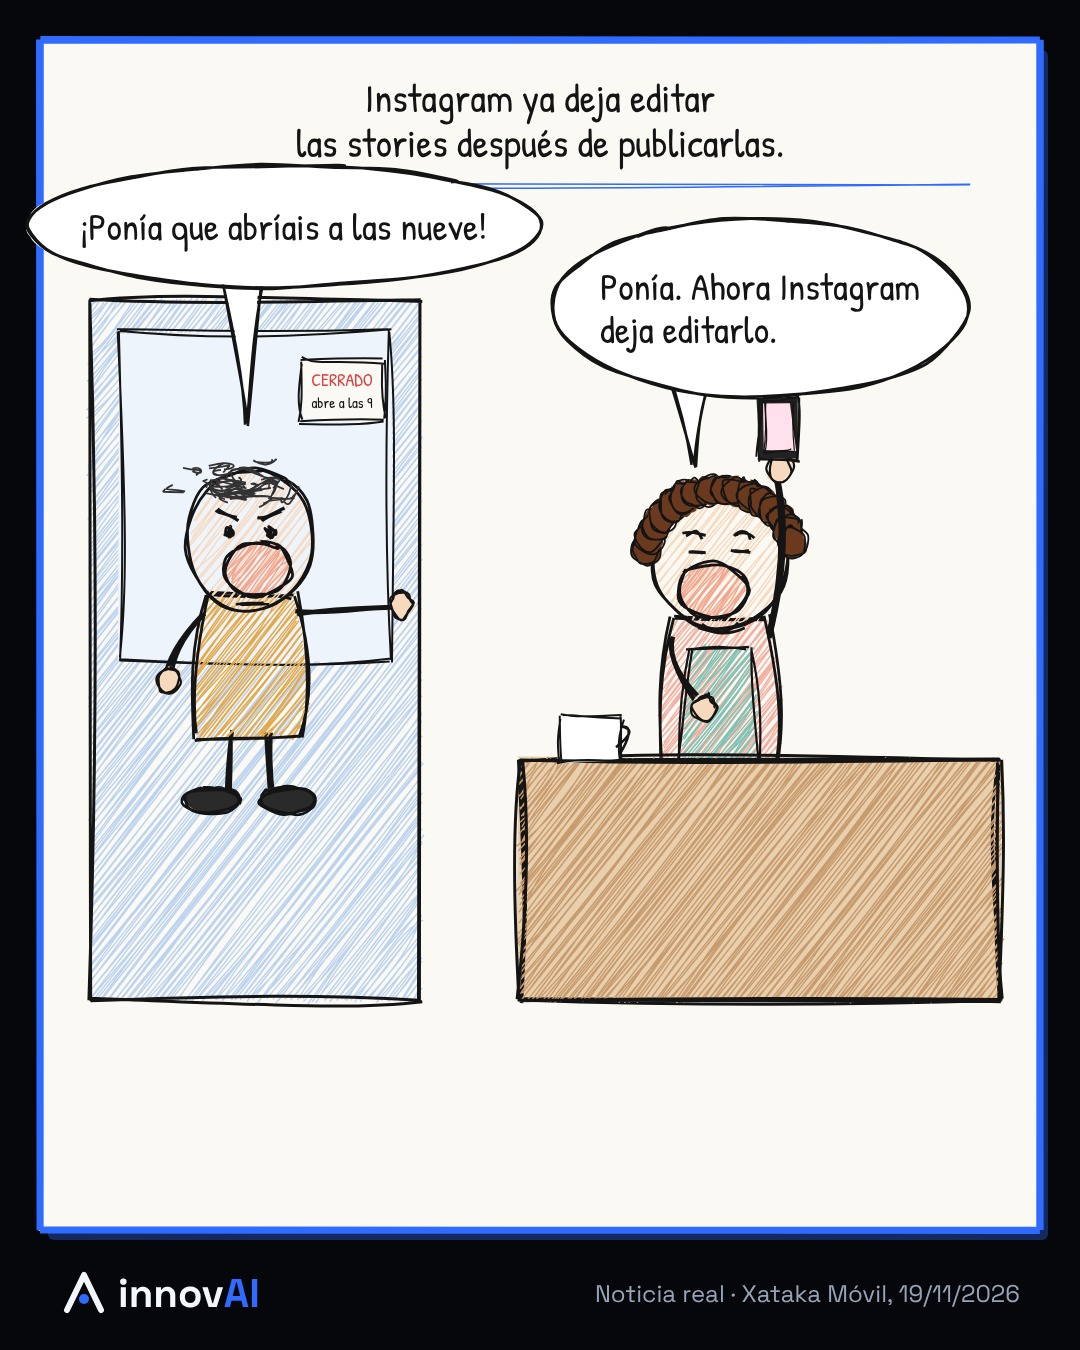 Instagram ya deja editar
las stories después de publicarlas.
¡Ponía que abríais a las nueve!
Ponía. Ahora Instagram
deja editarlo.
CERRADO
abre a las 9
innovAI
Noticia real · Xataka Móvil, 19/11/2026